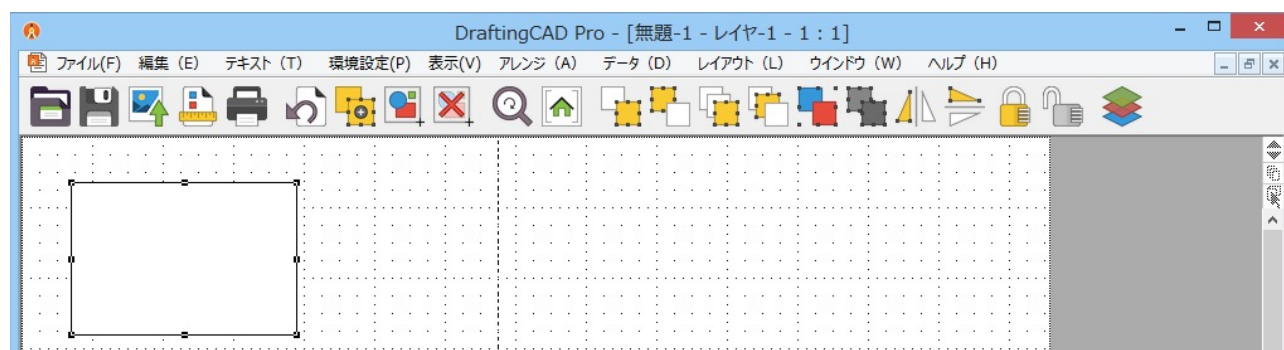 DraftingCAD Pro - [無題-1 - レイヤ-1 - 1 : 1]
ファイル(F) 編集 (E) テキスト (T) 環境設定(P) 表示(V) アレンジ (A) データ (D) レイアウト (L) ウインドウ (W) ヘルプ (H)